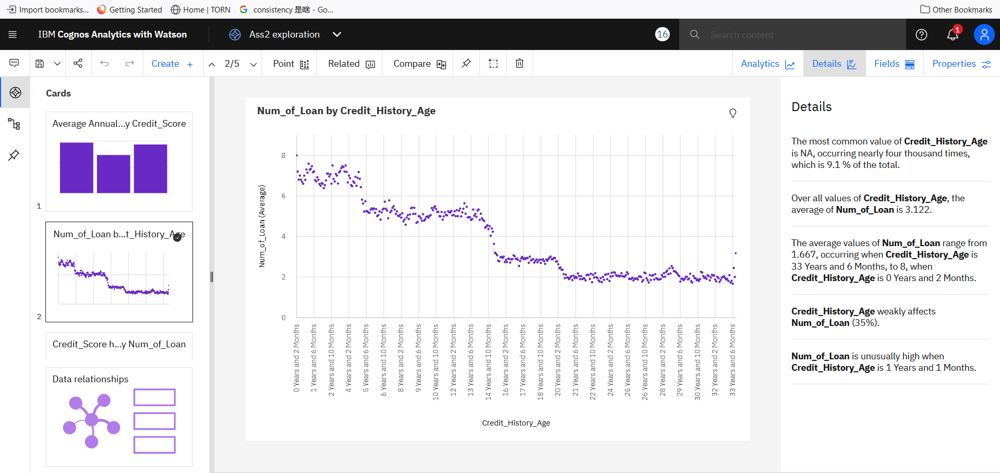 Import bookmarks... Getting Started Home | TORN consistency 是啥 - Go... Other Bookmarks
IBM Cognos Analytics with Watson Ass2 exploration 16 Search content 1
Create + 2/5 Point Related Compare Analytics Details Fields Properties
Cards
Average Annual...y Credit_Score
1
Num_of_Loan b...t_History_Age
2
Credit_Score h...y Num_of_Loan
Data relationships
Num_of_Loan by Credit_History_Age
Num_of_Loan (Average)
8
6
4
2
0
0 Years and 2 Months
1 Years and 6 Months
2 Years and 10 Months
4 Years and 2 Months
5 Years and 6 Months
6 Years and 10 Months
8 Years and 2 Months
9 Years and 6 Months
10 Years and 10 Months
12 Years and 2 Months
13 Years and 6 Months
14 Years and 10 Months
16 Years and 2 Months
17 Years and 6 Months
18 Years and 10 Months
20 Years and 2 Months
21 Years and 6 Months
22 Years and 10 Months
24 Years and 2 Months
25 Years and 6 Months
26 Years and 10 Months
28 Years and 2 Months
29 Years and 6 Months
30 Years and 10 Months
32 Years and 2 Months
33 Years and 6 Months
Credit_History_Age
Details
The most common value of Credit_History_Age
is NA, occurring nearly four thousand times,
which is 9.1 % of the total.
Over all values of Credit_History_Age, the
average of Num_of_Loan is 3.122.
The average values of Num_of_Loan range from
1.667, occurring when Credit_History_Age is
33 Years and 6 Months, to 8, when
Credit_History_Age is 0 Years and 2 Months.
Credit_History_Age weakly affects
Num_of_Loan (35%).
Num_of_Loan is unusually high when
Credit_History_Age is 1 Years and 1 Months.